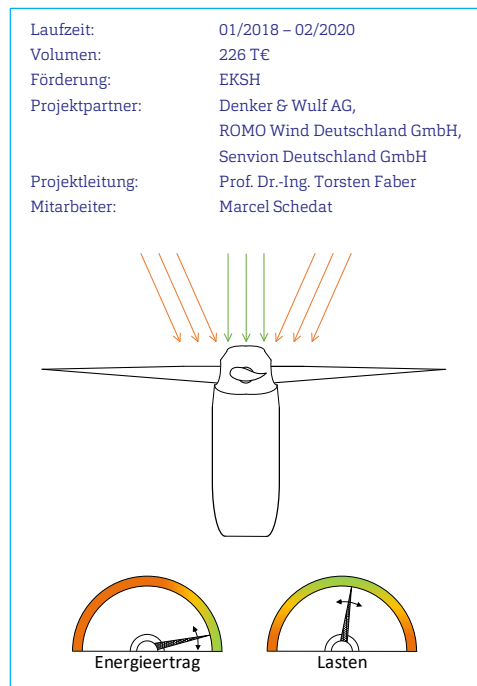 Laufzeit: 01/2018 – 02/2020
Volumen: 226 T€
Förderung: EKSH
Projektpartner: Denker & Wulf AG,
ROMO Wind Deutschland GmbH,
Senvion Deutschland GmbH
Projektleitung: Prof. Dr.-Ing. Torsten Faber
Mitarbeiter: Marcel Schedat
Energieertrag
Lasten